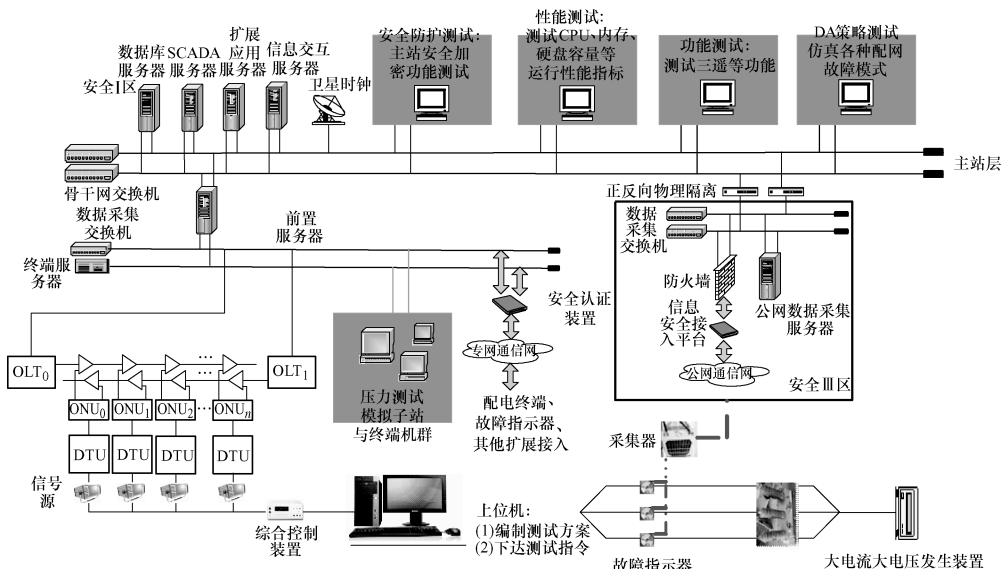 数据库
服务器
SCADA
服务器
扩展
应用
服务器
信息交互
服务器
安全Ⅰ区
卫星时钟
安全防护测试:
主站安全加
密功能测试
性能测试:
测试CPU、内存、
硬盘容量等
运行性能指标
功能测试:
测试三遥等功能
DA策略测试
仿真各种配网
故障模式
主站层
骨干网交换机
数据采集
交换机
前置
服务器
终端服
务器
正反向物理隔离
数据
采集
交换机
防火墙
信息
安全接
入平台
公网数据采集
服务器
公网通信网
安全Ⅲ区
安全认证
装置
专网通信网
配电终端、
故障指示器、
其他扩展接入
压力测试
模拟子站
与终端机群
OLT0
OLT1
ONU0
ONU1
ONU2
ONUn
DTU
DTU
DTU
DTU
信号
源
综合控制
装置
上位机:
(1)编制测试方案
(2)下达测试指令
采集器
故障指示器
大电流大电压发生装置